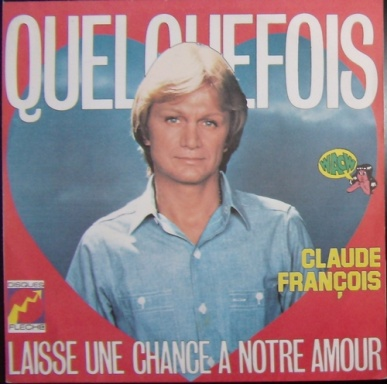 QUELQUEFOIS
CLAUDE
FRANÇOIS
DISQUES
FLECHE
LAISSE UNE CHANCE A NOTRE AMOUR